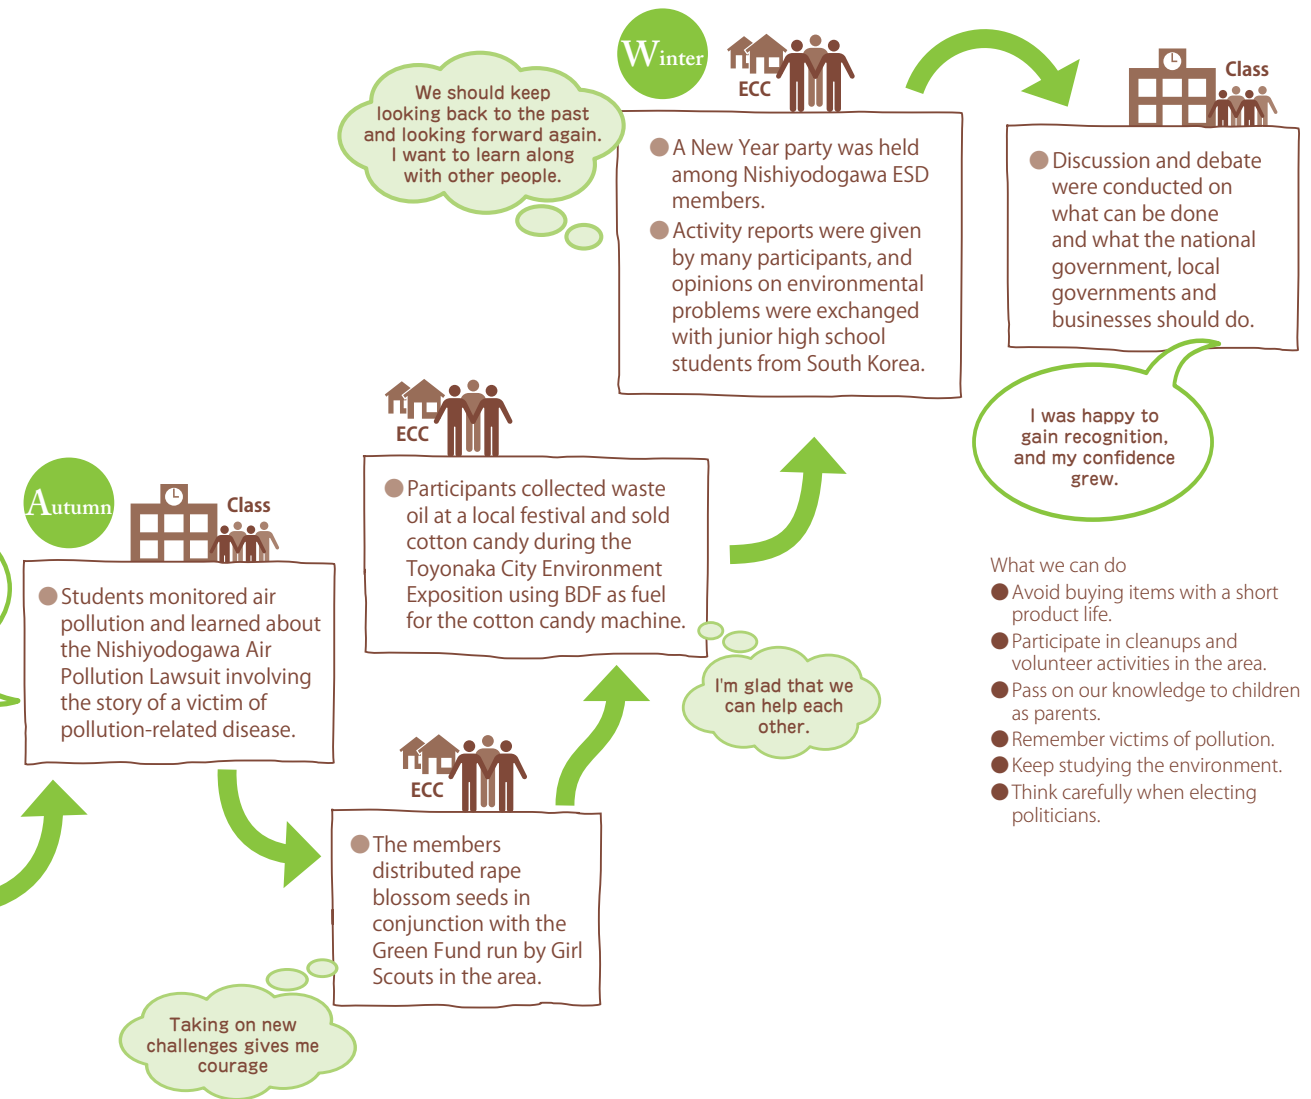 Autumn
Class
Students monitored air
pollution and learned about
the Nishiyodogawa Air
Pollution Lawsuit involving
the story of a victim of
pollution-related disease.
ECC
The members
distributed rape
blossom seeds in
conjunction with the
Green Fund run by Girl
Scouts in the area.
Taking on new
challenges gives me
courage
ECC
Participants collected waste
oil at a local festival and sold
cotton candy during the
Toyonaka City Environment
Exposition using BDF as fuel
for the cotton candy machine.
I'm glad that we
can help each
other.
Winter
ECC
A New Year party was held
among Nishiyodogawa ESD
members.
Activity reports were given
by many participants, and
opinions on environmental
problems were exchanged
with junior high school
students from South Korea.
We should keep
looking back to the past
and looking forward again.
I want to learn along
with other people.
Class
Discussion and debate
were conducted on
what can be done
and what the national
government, local
governments and
businesses should do.
I was happy to
gain recognition,
and my confidence
grew.
What we can do
Avoid buying items with a short
product life.
Participate in cleanups and
volunteer activities in the area.
Pass on our knowledge to children
as parents.
Remember victims of pollution.
Keep studying the environment.
Think carefully when electing
politicians.